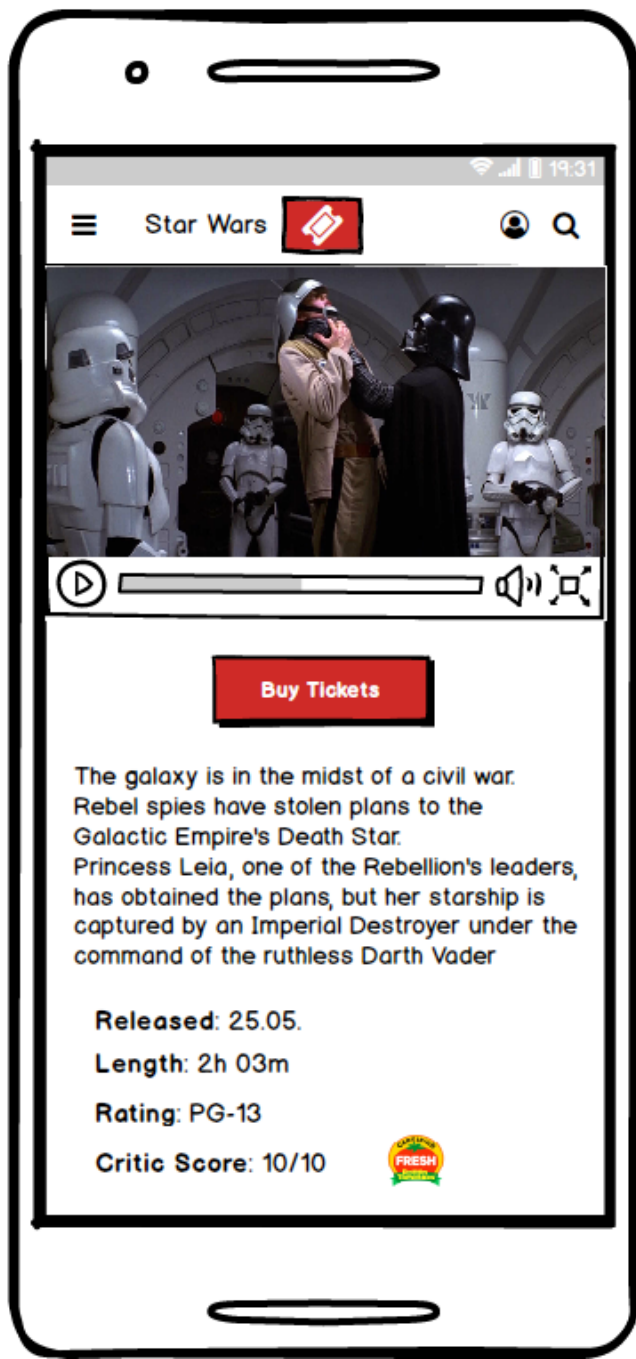 19:31
Star Wars
Buy Tickets
The galaxy is in the midst of a civil war.
Rebel spies have stolen plans to the
Galactic Empire's Death Star.
Princess Leia, one of the Rebellion's leaders,
has obtained the plans, but her starship is
captured by an Imperial Destroyer under the
command of the ruthless Darth Vader
Released: 25.05.
Length: 2h 03m
Rating: PG-13
Critic Score: 10/10
CERTIFIED
FRESH